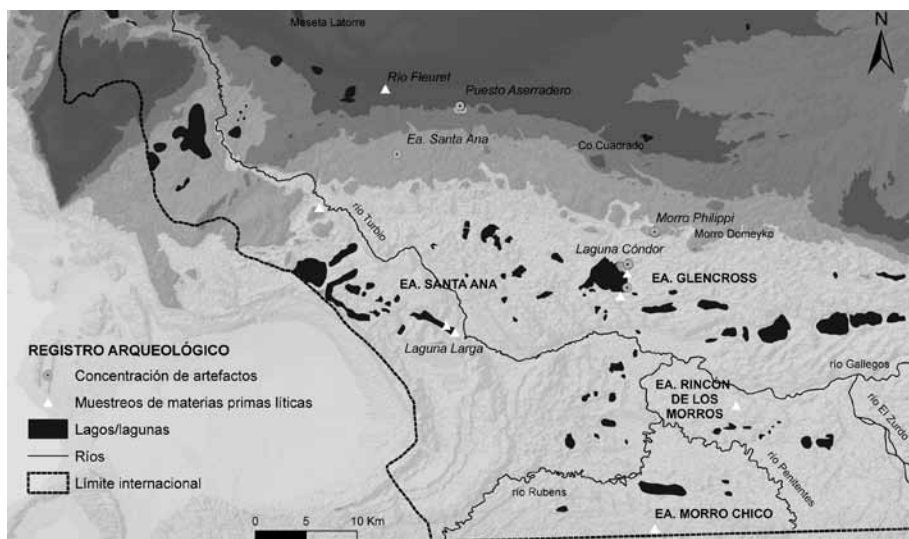 Meseta Latorre
N
Río Fleuret
Puesto Aserradero
Ea. Santa Ana
Co. Cuadrado
río Turbio
Morro Philippi
Morro Domeyko
Laguna Cóndor
EA. SANTA ANA
EA. GLENCROSS
Laguna Larga
río Gallegos
EA. RINCÓN
DE LOS
MORROS
río El Zurdo
río Penitentes
río Rubens
EA. MORRO CHICO
REGISTRO ARQUEOLÓGICO
Concentración de artefactos
Muestreos de materias primas líticas
Lagos/lagunas
Ríos
Límite internacional
0 5 10 Km